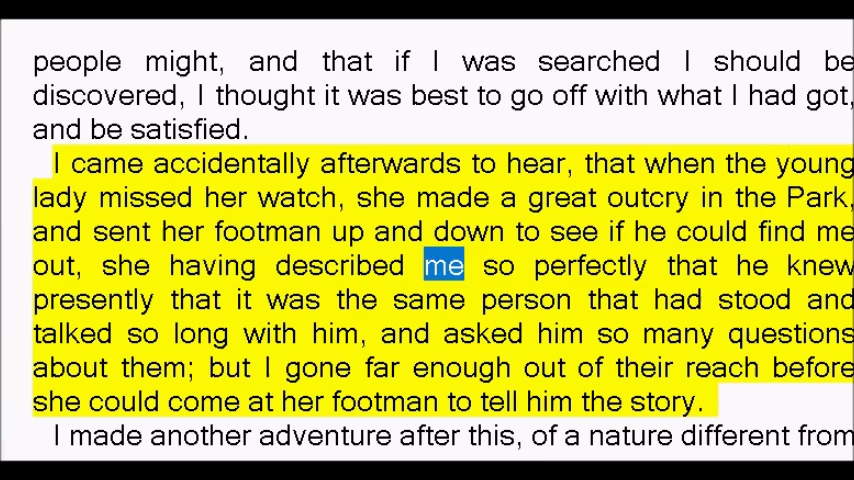 people might, and that if I was searched I should be
discovered, I thought it was best to go off with what I had got,
and be satisfied.
I came accidentally afterwards to hear, that when the young
lady missed her watch, she made a great outcry in the Park,
and sent her footman up and down to see if he could find me
out, she having described me so perfectly that he knew
presently that it was the same person that had stood and
talked so long with him, and asked him so many questions
about them; but I gone far enough out of their reach before
she could come at her footman to tell him the story.
I made another adventure after this, of a nature different from